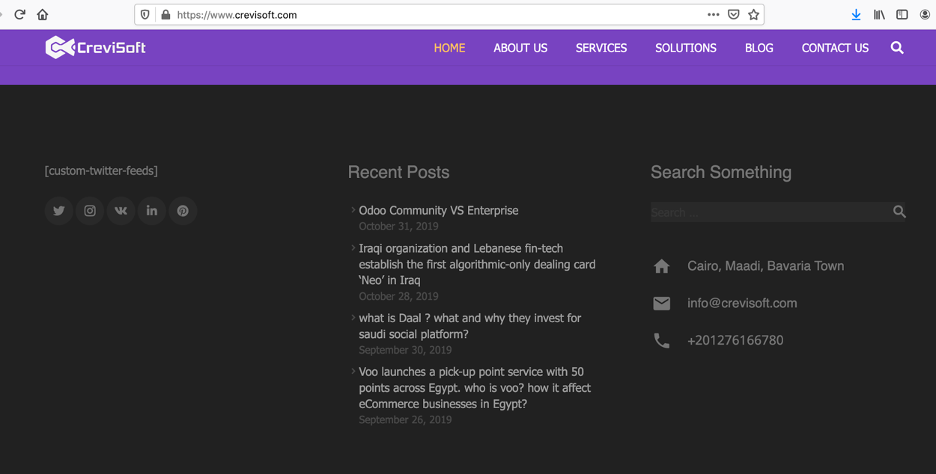 https://www.crevisoft.com
CreviSoft
HOME
ABOUT US
SERVICES
SOLUTIONS
BLOG
CONTACT US
[custom-twitter-feeds]
Recent Posts
Odoo Community VS Enterprise
October 31, 2019
Iraqi organization and Lebanese fin-tech
establish the first algorithmic-only dealing card
‘Neo’ in Iraq
October 28, 2019
what is Daal ? what and why they invest for
saudi social platform?
September 30, 2019
Voo launches a pick-up point service with 50
points across Egypt. who is voo? how it affect
eCommerce businesses in Egypt?
September 26, 2019
Search Something
Search ...
Cairo, Maadi, Bavaria Town
info@crevisoft.com
+201276166780